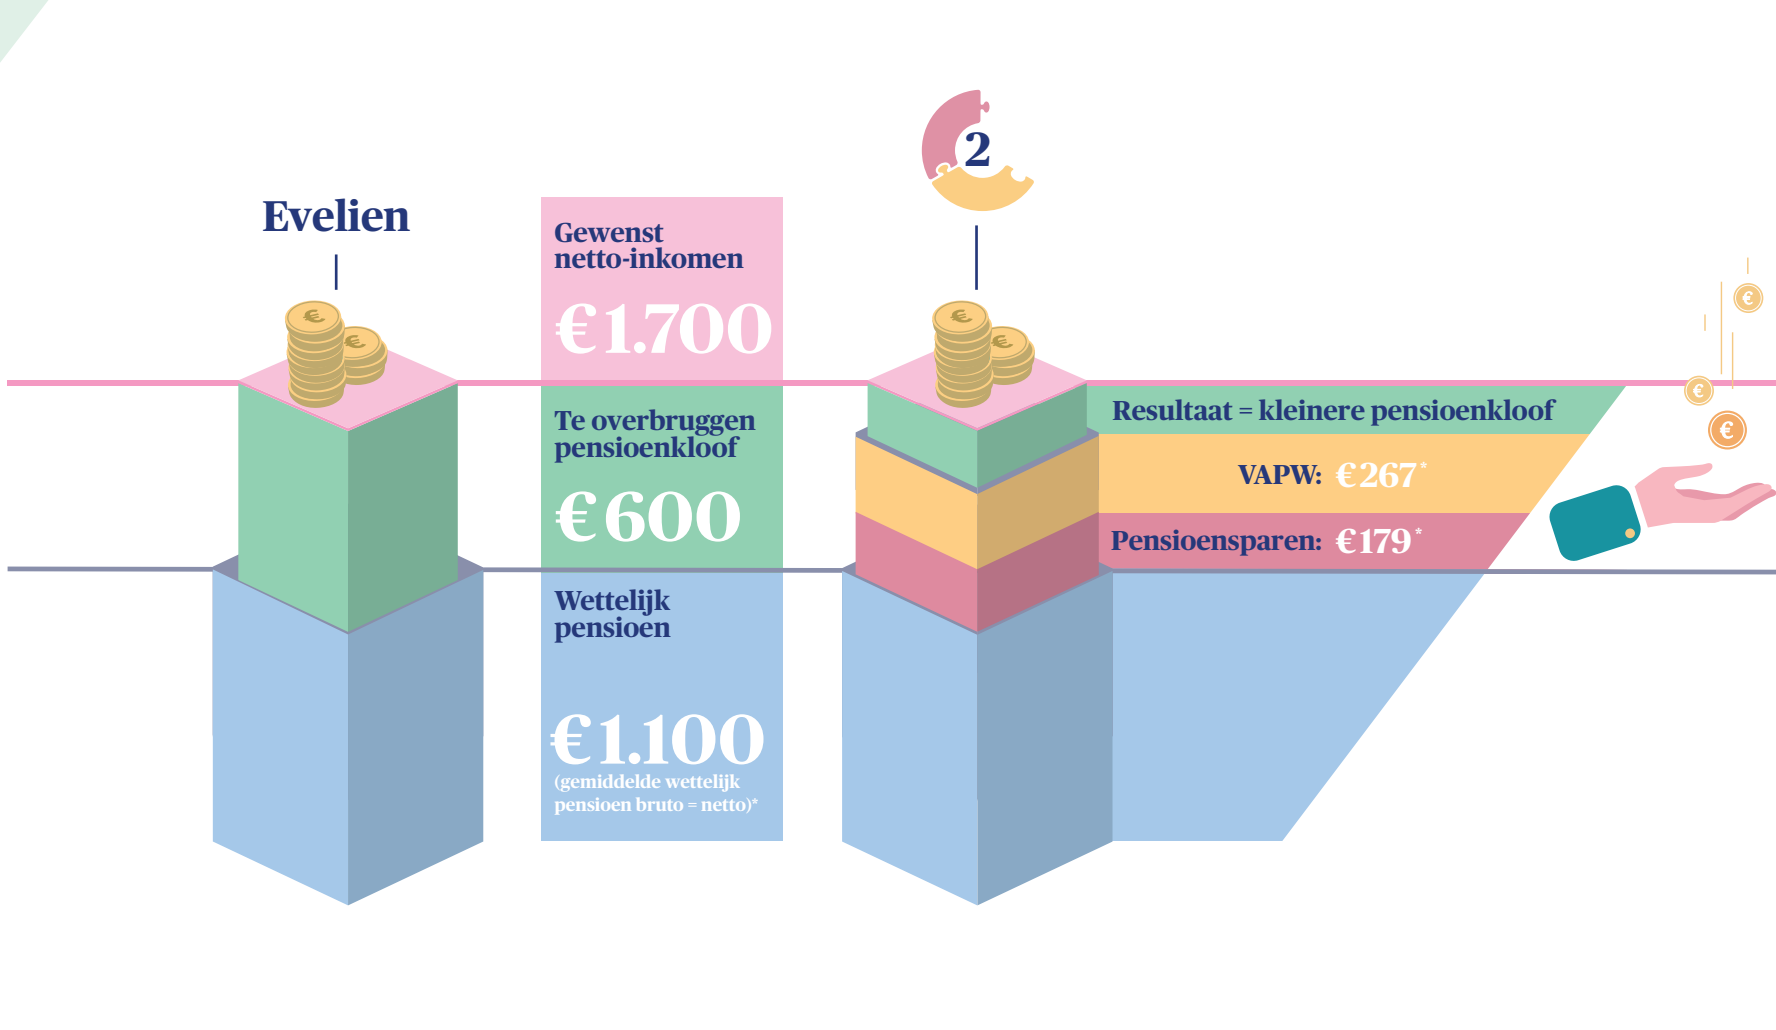 Evelien
Gewenst
netto-inkomen
€ 1.700
Te overbruggen
pensioenkloof
€ 600
Wettelijk
pensioen
€ 1.100
(gemiddelde wettelijk
pensioen bruto = netto)*
2
Resultaat = kleinere pensioenkloof
VAPW: € 267*
Pensioensparen: € 179*
€
€
€
€
€
€
€